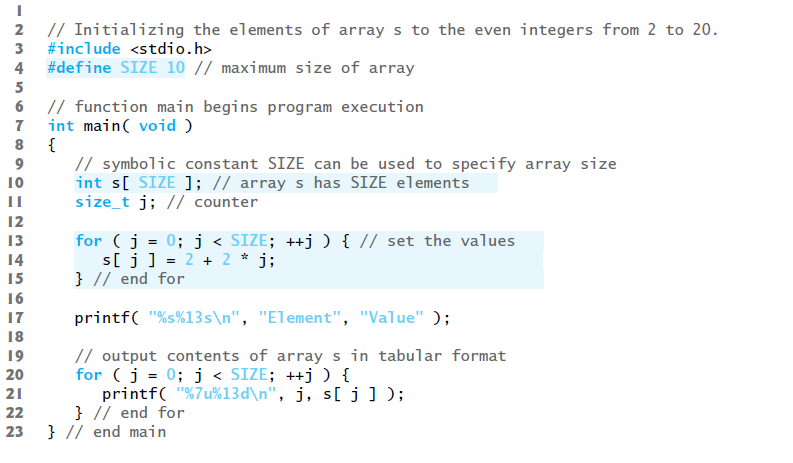 1
2 // Initializing the elements of array s to the even integers from 2 to 20.
3 #include <stdio.h>
4 #define SIZE 10 // maximum size of array
5
6 // function main begins program execution
7 int main( void )
8 {
9 // symbolic constant SIZE can be used to specify array size
10 int s[ SIZE ]; // array s has SIZE elements
11 size_t j; // counter
12
13 for ( j = 0; j < SIZE; ++j ) { // set the values
14 s[ j ] = 2 + 2 * j;
15 } // end for
16
17 printf( "%s%13s\n", "Element", "Value" );
18
19 // output contents of array s in tabular format
20 for ( j = 0; j < SIZE; ++j ) {
21 printf( "%7u%13d\n", j, s[ j ] );
22 } // end for
23 } // end main